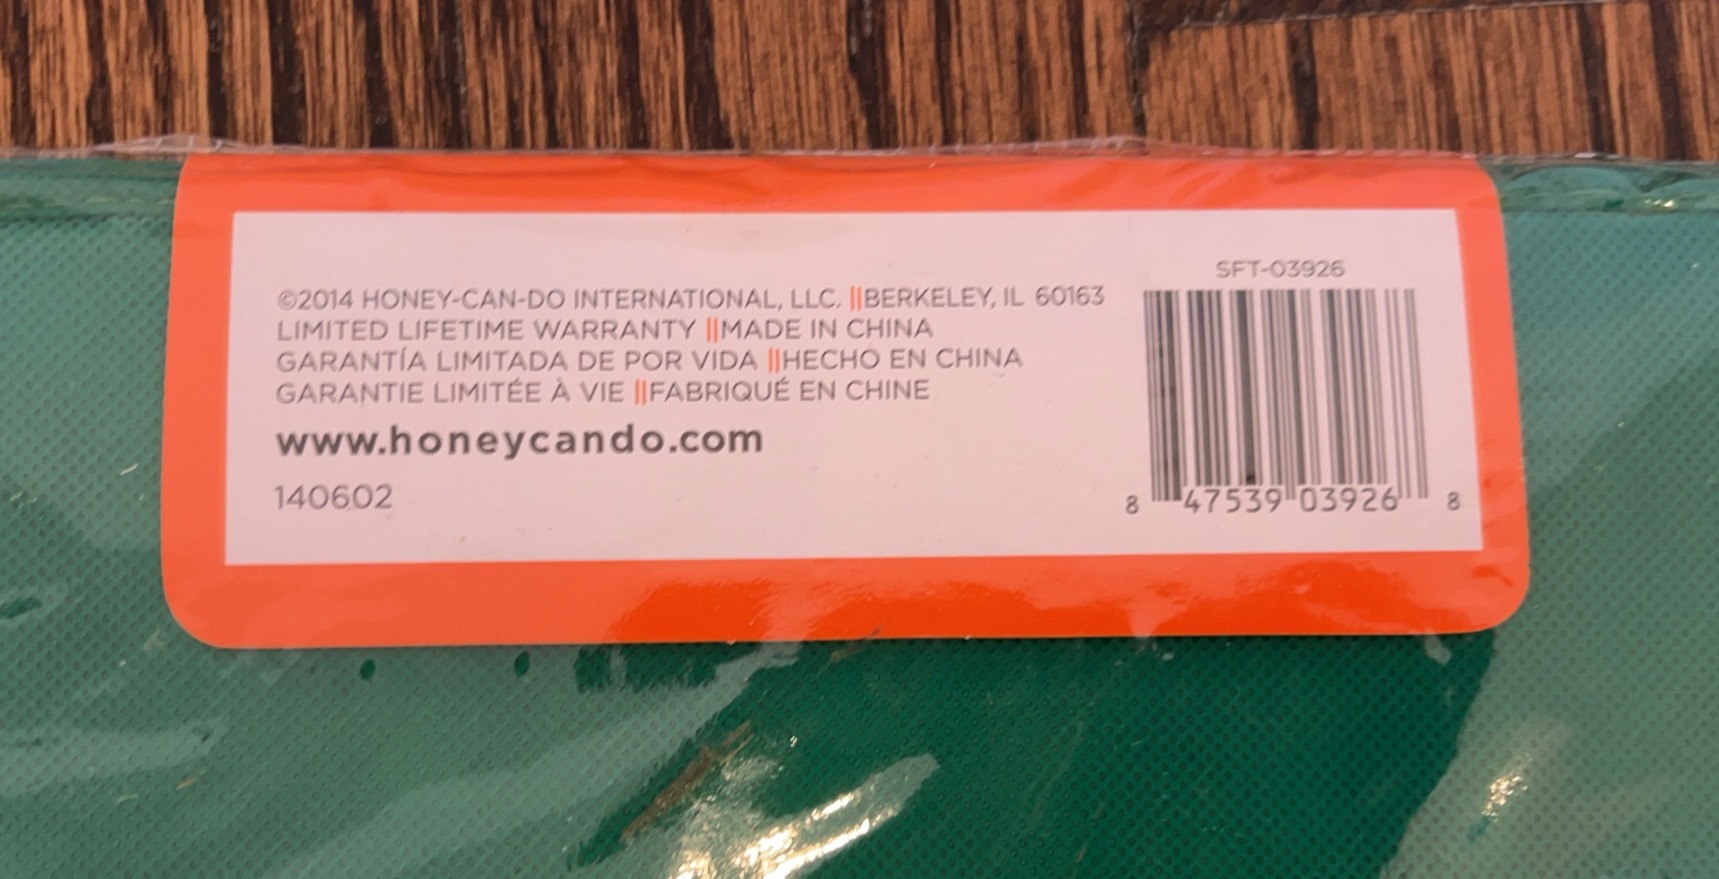 ©2014 HONEY-CAN-DO INTERNATIONAL, LLC. ||BERKELEY, IL 60163
LIMITED LIFETIME WARRANTY ||MADE IN CHINA
GARANTÍA LIMITADA DE POR VIDA ||HECHO EN CHINA
GARANTIE LIMITÉE À VIE ||FABRIQUÉ EN CHINE
www.honeycando.com
140602
SFT-03926
8 47539 03926 8